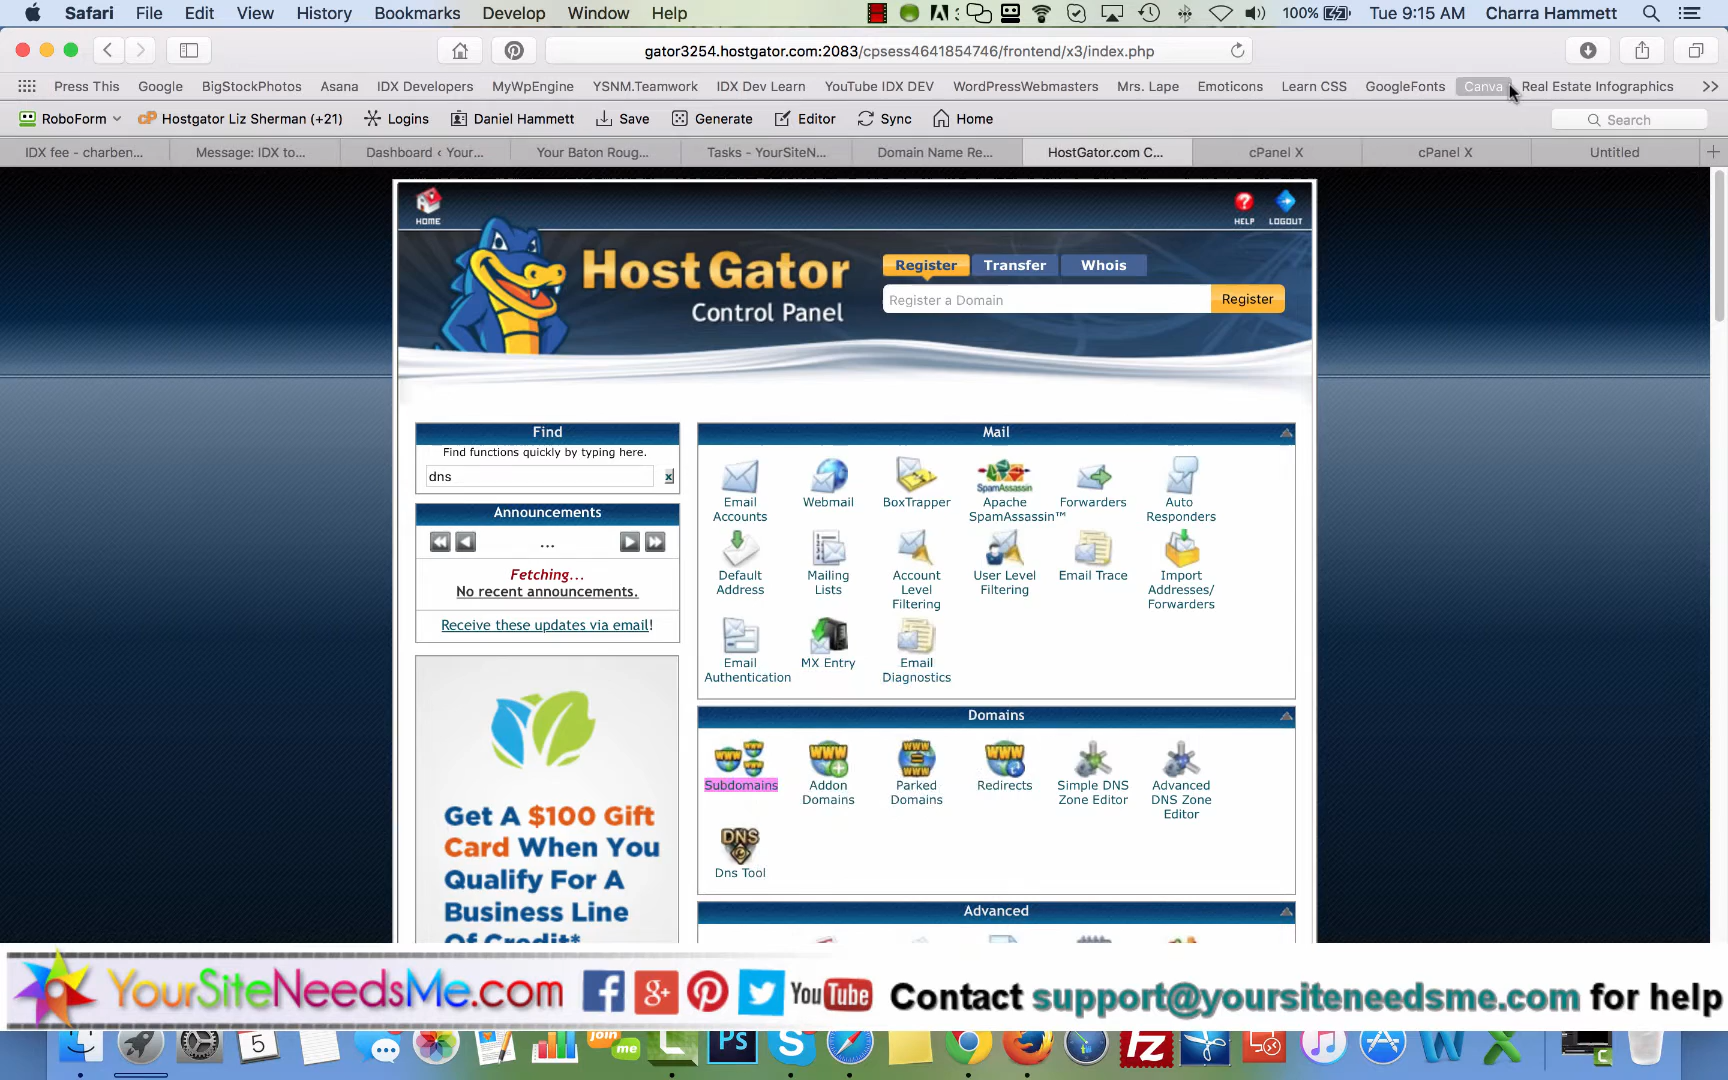 Safari File Edit View History Bookmarks Develop Window Help 100% Tue 9:15 AM Charra Hammett
gator3254.hostgator.com:2083/cpsess4641854746/frontend/x3/index.php
Press This Google BigStockPhotos Asana IDX Developers MyWpEngine YSNM.Teamwork IDX Dev Learn YouTube IDX DEV WordPressWebmasters Mrs. Lape Emoticons Learn CSS GoogleFonts Canva Real Estate Infographics
RoboForm Hostgator Liz Sherman (+21) Logins Daniel Hammett Save Generate Editor Sync Home Search
IDX fee - charben... Message: IDX to... Dashboard ‹ Your... Your Baton Roug... Tasks - YourSiteN... Domain Name Re... HostGator.com C... cPanel X cPanel X Untitled
HOME
HELP LOGOUT
HostGator
Control Panel
Register Transfer Whois
Register a Domain Register
Find
Find functions quickly by typing here.
dns x
Announcements
...
Fetching...
No recent announcements.
Receive these updates via email!
Get A $100 Gift
Card When You
Qualify For A
Business Line
Of Credit*
Mail
Email Accounts
Webmail
BoxTrapper
SpamAssassin
Apache SpamAssassin™
Forwarders
Auto Responders
Default Address
Mailing Lists
Account Level Filtering
User Level Filtering
Email Trace
Import Addresses/ Forwarders
Email Authentication
MX Entry
Email Diagnostics
Domains
Subdomains
Addon Domains
Parked Domains
Redirects
Simple DNS Zone Editor
Advanced DNS Zone Editor
DNS
Dns Tool
Advanced
YourSiteNeedsMe.com YouTube Contact support@yoursiteneedsme.com for help
5
join me
Ps